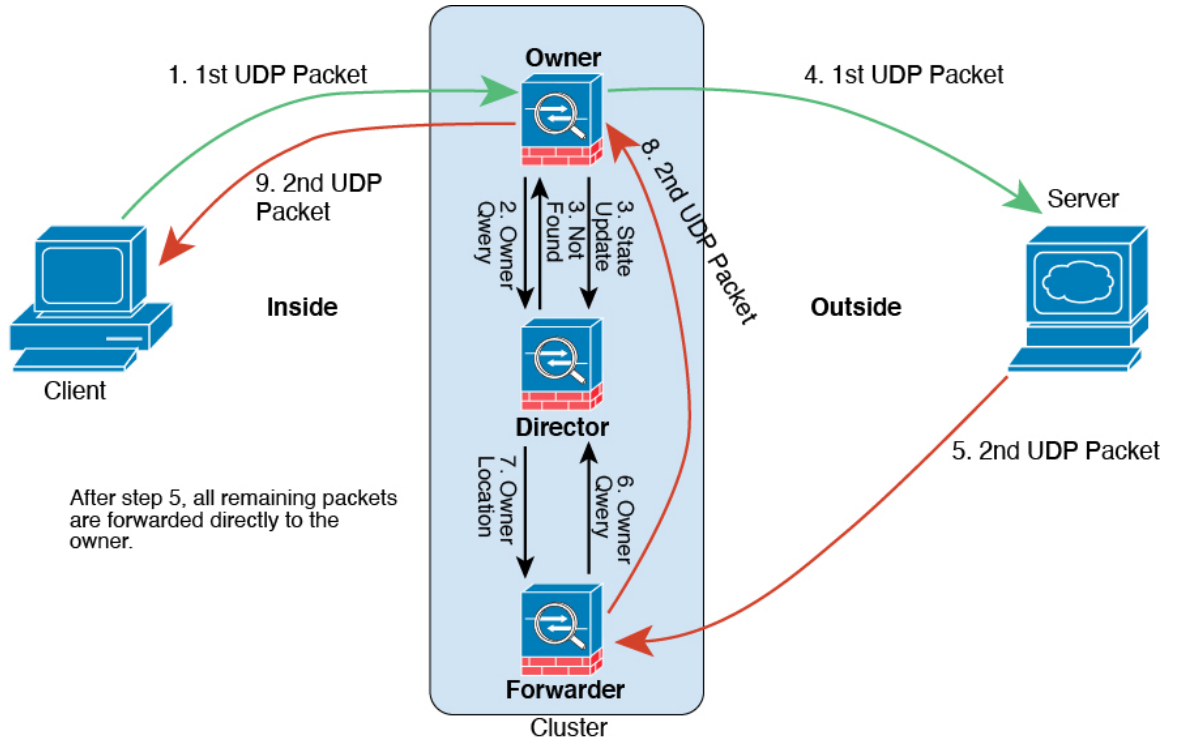 Owner
1. 1st UDP Packet
4. 1st UDP Packet
9. 2nd UDP
Packet
2. Owner
Qwery
3. Not
Found
3. State
Update
8. 2nd UDP Packet
Server
Inside
Outside
Client
Director
5. 2nd UDP Packet
7. Owner
Location
6. Owner
Qwery
After step 5, all remaining packets
are forwarded directly to the
owner.
Forwarder
Cluster